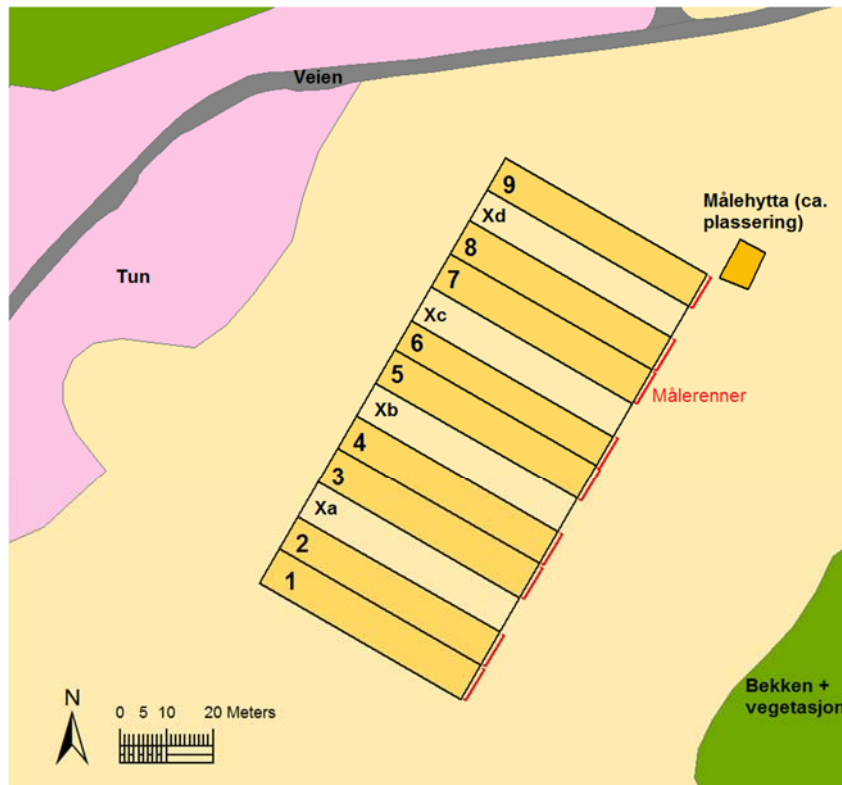 Veien
9
Målehytta (ca.
plassering)
Xd
Tun
8
7
Xc
6
Målerenner
5
Xb
4
3
Xa
2
1
Bekken +
vegetasjon
N
0 5 10 20 Meters